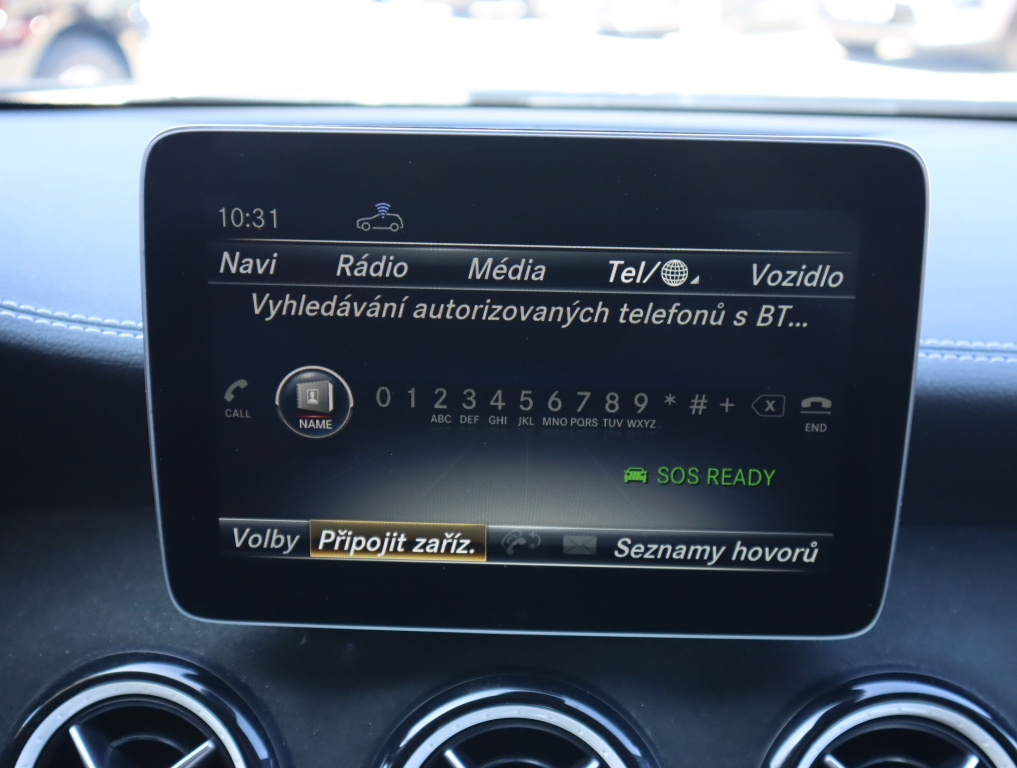 10:31
Navi Rádio Média Tel/ Vozidlo
Vyhledávání autorizovaných telefonů s BT...
CALL NAME 0 1 2 3 4 5 6 7 8 9 * # + x END
ABC DEF GHI JKL MNO PQRS TUV WXYZ
SOS READY
Volby Připojit zaříz. Seznamy hovorů